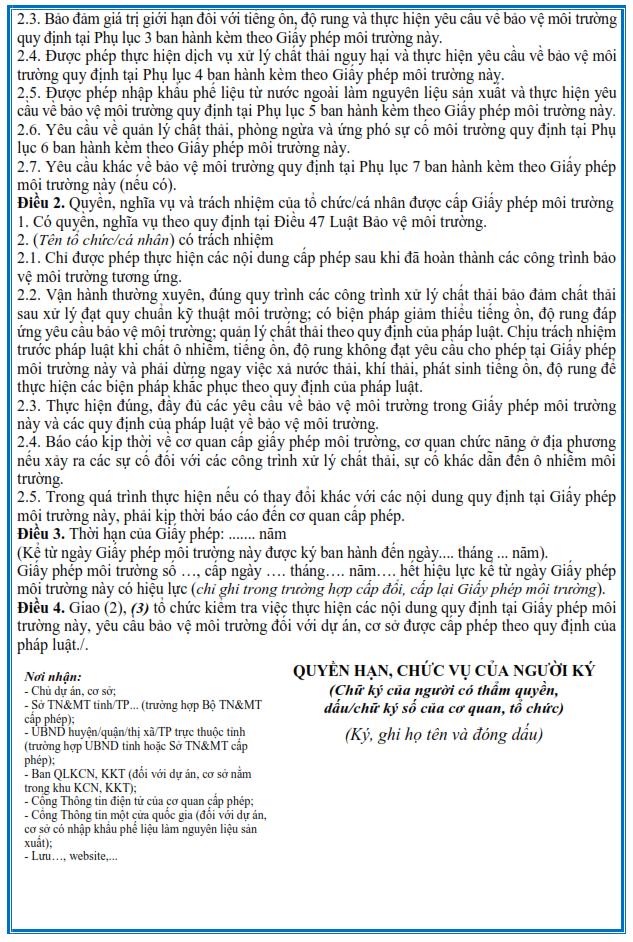 2.3. Bảo đảm giá trị giới hạn đối với tiếng ồn, độ rung và thực hiện yêu cầu về bảo vệ môi trường
quy định tại Phụ lục 3 ban hành kèm theo Giấy phép môi trường này.
2.4. Được phép thực hiện dịch vụ xử lý chất thải nguy hại và thực hiện yêu cầu về bảo vệ môi
trường quy định tại Phụ lục 4 ban hành kèm theo Giấy phép môi trường này.
2.5. Được phép nhập khẩu phế liệu từ nước ngoài làm nguyên liệu sản xuất và thực hiện yêu
cầu về bảo vệ môi trường quy định tại Phụ lục 5 ban hành kèm theo Giấy phép môi trường này.
2.6. Yêu cầu về quản lý chất thải, phòng ngừa và ứng phó sự cố môi trường quy định tại Phụ
lục 6 ban hành kèm theo Giấy phép môi trường này.
2.7. Yêu cầu khác về bảo vệ môi trường quy định tại Phụ lục 7 ban hành kèm theo Giấy phép
môi trường này (nếu có).
Điều 2. Quyền, nghĩa vụ và trách nhiệm của tổ chức/cá nhân được cấp Giấy phép môi trường
1. Có quyền, nghĩa vụ theo quy định tại Điều 47 Luật Bảo vệ môi trường.
2. (Tên tổ chức/cá nhân) có trách nhiệm
2.1. Chỉ được phép thực hiện các nội dung cấp phép sau khi đã hoàn thành các công trình bảo
vệ môi trường tương ứng.
2.2. Vận hành thường xuyên, đúng quy trình các công trình xử lý chất thải bảo đảm chất thải
sau xử lý đạt quy chuẩn kỹ thuật môi trường; có biện pháp giảm thiểu tiếng ồn, độ rung đáp
ứng yêu cầu bảo vệ môi trường; quản lý chất thải theo quy định của pháp luật. Chịu trách nhiệm
trước pháp luật khi chất ô nhiễm, tiếng ồn, độ rung không đạt yêu cầu cho phép tại Giấy phép
môi trường này và phải dừng ngay việc xả nước thải, khí thải, phát sinh tiếng ồn, độ rung để
thực hiện các biện pháp khắc phục theo quy định của pháp luật.
2.3. Thực hiện đúng, đầy đủ các yêu cầu về bảo vệ môi trường trong Giấy phép môi trường
này và các quy định của pháp luật về bảo vệ môi trường.
2.4. Báo cáo kịp thời về cơ quan cấp giấy phép môi trường, cơ quan chức năng ở địa phương
nếu xảy ra các sự cố đối với các công trình xử lý chất thải, sự cố khác dẫn đến ô nhiễm môi
trường.
2.5. Trong quá trình thực hiện nếu có thay đổi khác với các nội dung quy định tại Giấy phép
môi trường này, phải kịp thời báo cáo đến cơ quan cấp phép.
Điều 3. Thời hạn của Giấy phép: ....... năm
(Kể từ ngày Giấy phép môi trường này được ký ban hành đến ngày.... tháng ... năm).
Giấy phép môi trường số …, cấp ngày …. tháng…. năm…. hết hiệu lực kể từ ngày Giấy phép
môi trường này có hiệu lực (chỉ ghi trong trường hợp cấp đổi, cấp lại Giấy phép môi trường).
Điều 4. Giao (2), (3) tổ chức kiểm tra việc thực hiện các nội dung quy định tại Giấy phép môi
trường này, yêu cầu bảo vệ môi trường đối với dự án, cơ sở được cấp phép theo quy định của
pháp luật./.
Nơi nhận:
- Chủ dự án, cơ sở;
- Sở TN&MT tỉnh/TP... (trường hợp Bộ TN&MT
cấp phép);
- UBND huyện/quận/thị xã/TP trực thuộc tỉnh
(trường hợp UBND tỉnh hoặc Sở TN&MT cấp
phép);
- Ban QLKCN, KKT (đối với dự án, cơ sở nằm
trong khu KCN, KKT);
- Cổng Thông tin điện tử của cơ quan cấp phép;
- Cổng Thông tin một cửa quốc gia (đối với dự án,
cơ sở có nhập khẩu phế liệu làm nguyên liệu sản
xuất);
- Lưu…, website,...
QUYỀN HẠN, CHỨC VỤ CỦA NGƯỜI KÝ
(Chữ ký của người có thẩm quyền,
dấu/chữ ký số của cơ quan, tổ chức)
(Ký, ghi họ tên và đóng dấu)